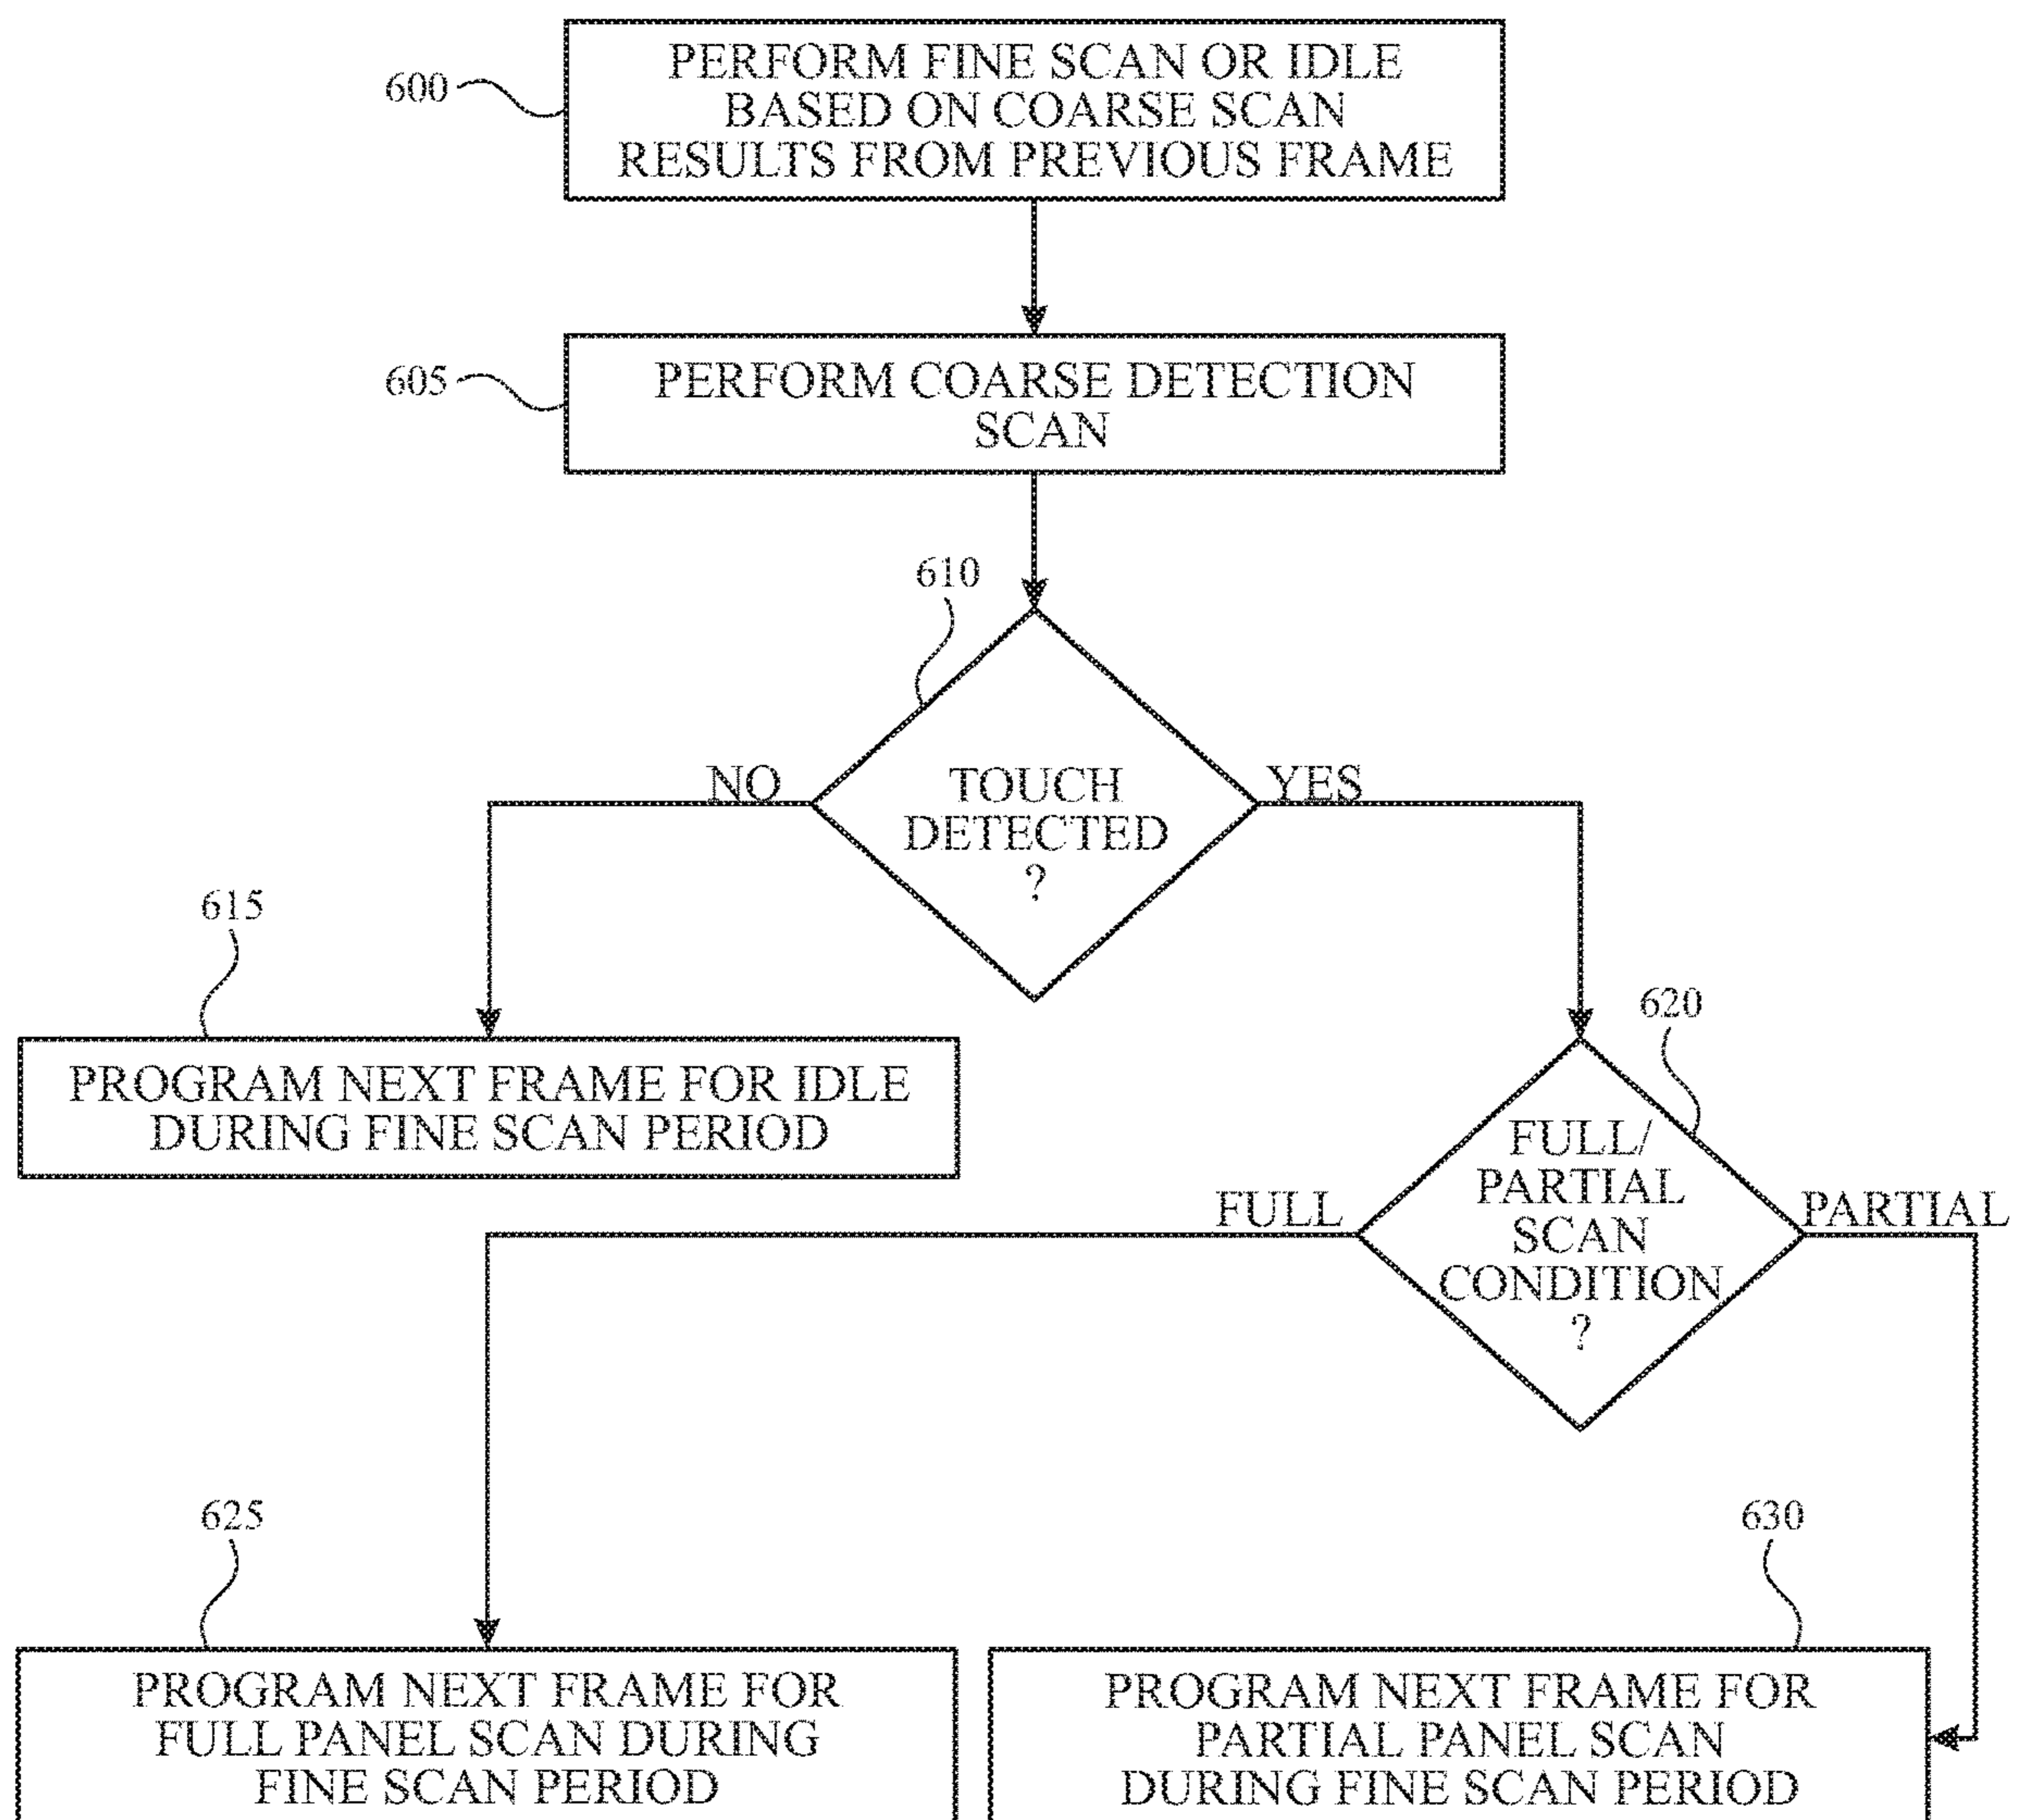 600
PERFORM FINE SCAN OR IDLE
BASED ON COARSE SCAN
RESULTS FROM PREVIOUS FRAME
605
PERFORM COARSE DETECTION
SCAN
610
NO
TOUCH
DETECTED
?
YES
615
PROGRAM NEXT FRAME FOR IDLE
DURING FINE SCAN PERIOD
620
FULL/
PARTIAL
SCAN
CONDITION
?
FULL
PARTIAL
625
PROGRAM NEXT FRAME FOR
FULL PANEL SCAN DURING
FINE SCAN PERIOD
630
PROGRAM NEXT FRAME FOR
PARTIAL PANEL SCAN
DURING FINE SCAN PERIOD